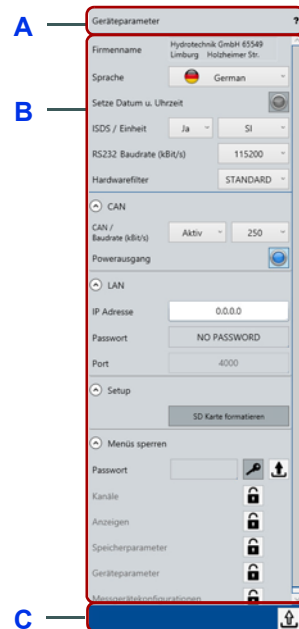 A
Geräteparameter ?
B
Firmenname Hydrotechnik GmbH 65549
Limburg Holzheimer Str.
Sprache German
Setze Datum u. Uhrzeit
ISDS / Einheit Ja SI
RS232 Baudrate (kBit/s) 115200
Hardwarefilter STANDARD
CAN
CAN /
Baudrate (kBit/s) Aktiv 250
Powerausgang
LAN
IP Adresse 0.0.0.0
Passwort NO PASSWORD
Port 4000
Setup
SD Karte formatieren
Menüs sperren
Passwort
Kanäle
Anzeigen
Speicherparameter
Geräteparameter
Messgerätekonfigurationen
C